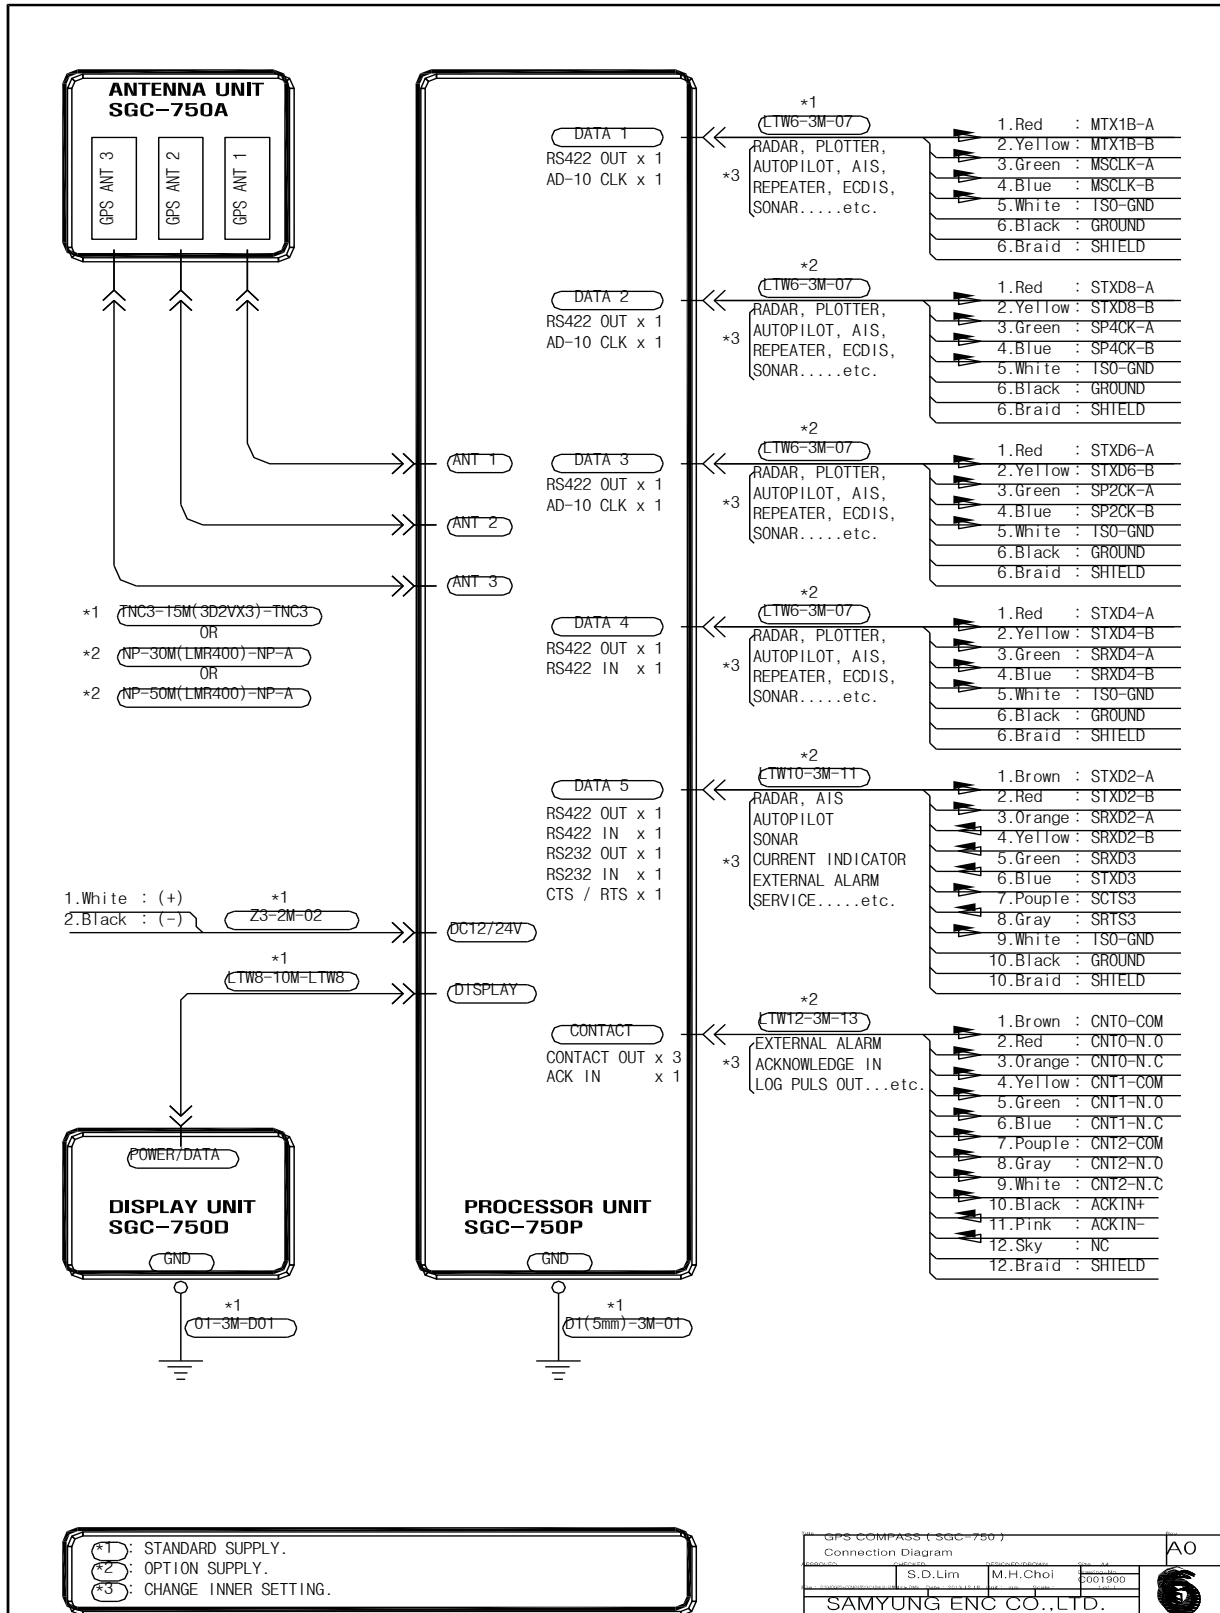 ANTENNA UNIT
SGC-750A
GPS ANT 3
GPS ANT 2
GPS ANT 1
ANT 1
ANT 2
ANT 3
*1 TNC3-15M(3D2VX3)-TNC3
OR
*2 NP-30M(LMR400)-NP-A
OR
*2 NP-50M(LMR400)-NP-A
1.White : (+)
2.Black : (-)
*1
Z3-2M-02
DC12/24V
*1
LTW8-10M-LTW8
DISPLAY
POWER/DATA
DISPLAY UNIT
SGC-750D
GND
*1
01-3M-D01
PROCESSOR UNIT
SGC-750P
GND
*1
D1(5mm)-3M-01
DATA 1
RS422 OUT x 1
AD-10 CLK x 1
*1
LTW6-3M-07
*3
RADAR, PLOTTER,
AUTOPILOT, AIS,
REPEATER, ECDIS,
SONAR.....etc.
1.Red : MTX1B-A
2.Yellow : MTX1B-B
3.Green : MSCLK-A
4.Blue : MSCLK-B
5.White : ISO-GND
6.Black : GROUND
6.Braid : SHIELD
DATA 2
RS422 OUT x 1
AD-10 CLK x 1
*2
LTW6-3M-07
*3
RADAR, PLOTTER,
AUTOPILOT, AIS,
REPEATER, ECDIS,
SONAR.....etc.
1.Red : STXD8-A
2.Yellow : STXD8-B
3.Green : SP4CK-A
4.Blue : SP4CK-B
5.White : ISO-GND
6.Black : GROUND
6.Braid : SHIELD
DATA 3
RS422 OUT x 1
AD-10 CLK x 1
*2
LTW6-3M-07
*3
RADAR, PLOTTER,
AUTOPILOT, AIS,
REPEATER, ECDIS,
SONAR.....etc.
1.Red : STXD6-A
2.Yellow : STXD6-B
3.Green : SP2CK-A
4.Blue : SP2CK-B
5.White : ISO-GND
6.Black : GROUND
6.Braid : SHIELD
DATA 4
RS422 OUT x 1
RS422 IN x 1
*2
LTW6-3M-07
*3
RADAR, PLOTTER,
AUTOPILOT, AIS,
REPEATER, ECDIS,
SONAR.....etc.
1.Red : STXD4-A
2.Yellow : STXD4-B
3.Green : SRXD4-A
4.Blue : SRXD4-B
5.White : ISO-GND
6.Black : GROUND
6.Braid : SHIELD
DATA 5
RS422 OUT x 1
RS422 IN x 1
RS232 OUT x 1
RS232 IN x 1
CTS / RTS x 1
*2
LTW10-3M-11
*3
RADAR, AIS
AUTOPILOT
SONAR
CURRENT INDICATOR
EXTERNAL ALARM
SERVICE.....etc.
1.Brown : STXD2-A
2.Red : STXD2-B
3.Orange : SRXD2-A
4.Yellow : SRXD2-B
5.Green : SRXD3
6.Blue : STXD3
7.Pouple : SCTS3
8.Gray : SRTS3
9.White : ISO-GND
10.Black : GROUND
10.Braid : SHIELD
CONTACT
CONTACT OUT x 3
ACK IN x 1
*2
LTW12-3M-13
*3
EXTERNAL ALARM
ACKNOWLEDGE IN
LOG PULS OUT...etc.
1.Brown : CNT0-COM
2.Red : CNT0-N.O
3.Orange : CNT0-N.C
4.Yellow : CNT1-COM
5.Green : CNT1-N.O
6.Blue : CNT1-N.C
7.Pouple : CNT2-COM
8.Gray : CNT2-N.O
9.White : CNT2-N.C
10.Black : ACKIN+
11.Pink : ACKIN-
12.Sky : NC
12.Braid : SHIELD
*1 : STANDARD SUPPLY.
*2 : OPTION SUPPLY.
*3 : CHANGE INNER SETTING.
GPS COMPASS ( SGC-750 )
Connection Diagram
A0
S.D.Lim
M.H.Choi
C001900
SAMYUNG ENC CO.,LTD.